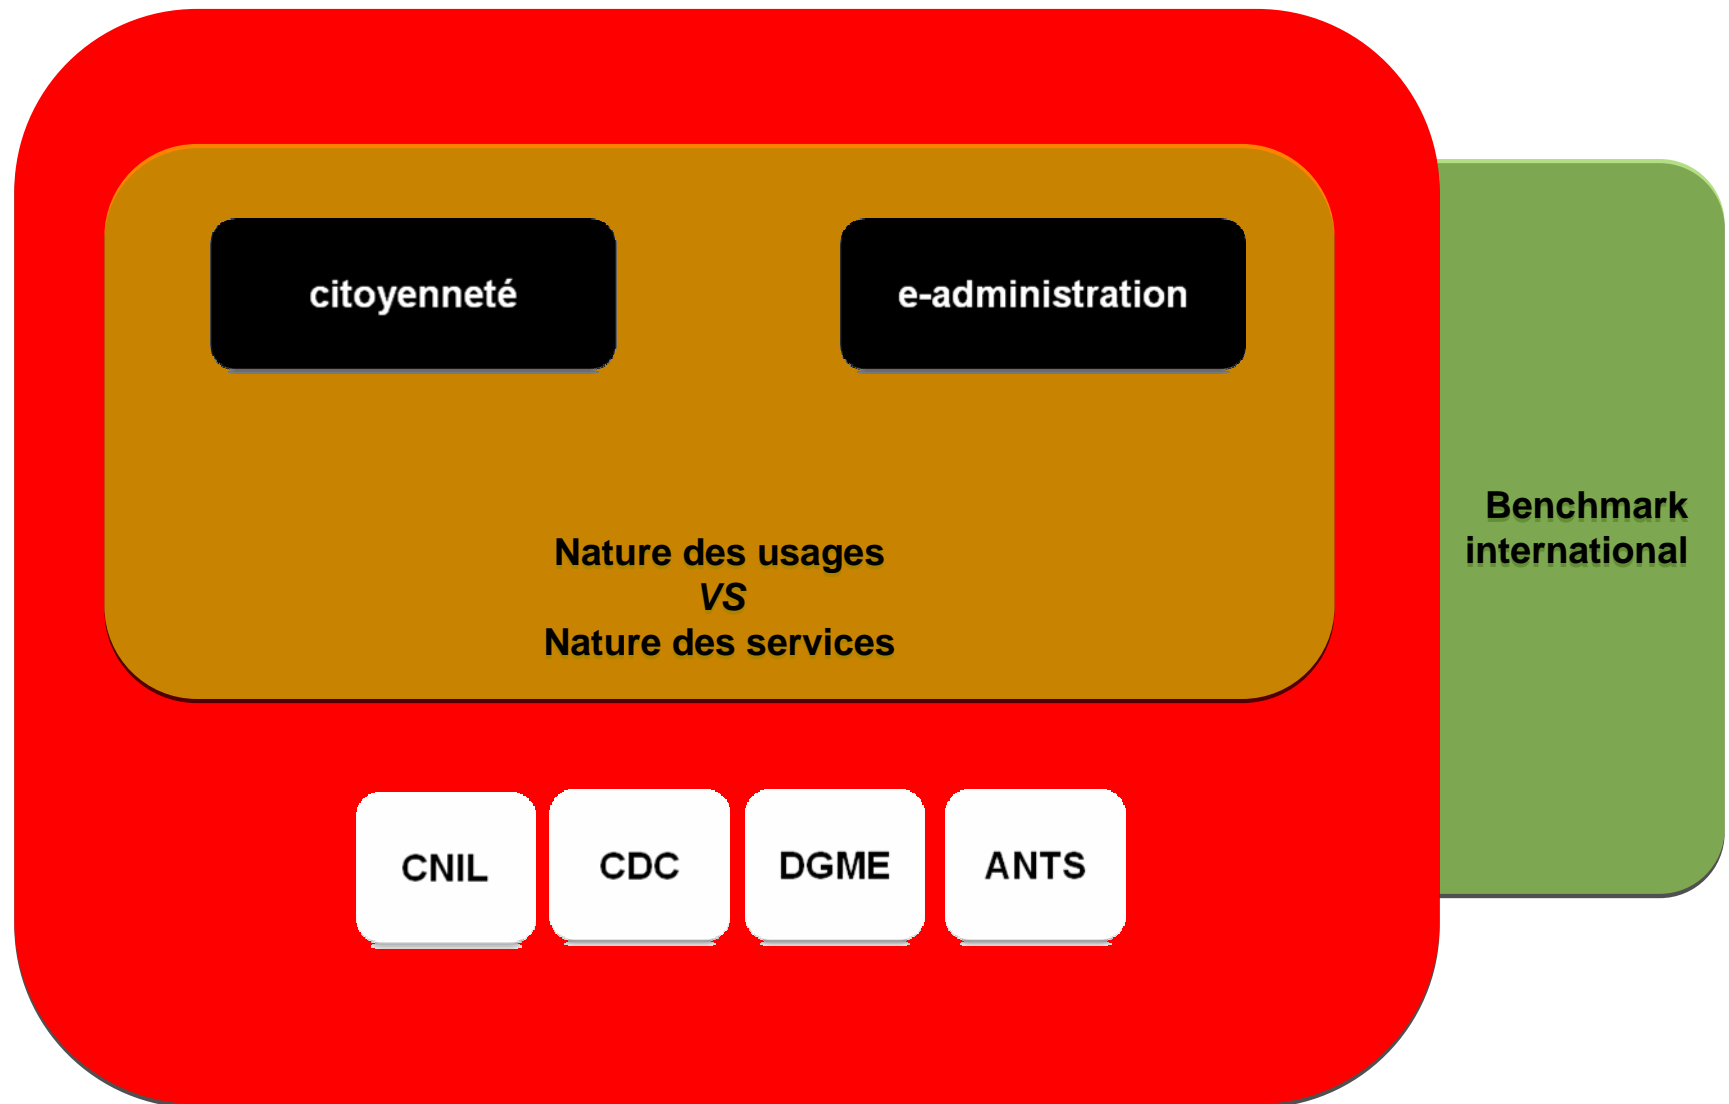 citoyenneté
e-administration
Nature des usages
VS
Nature des services
Benchmark
international
CNIL
CDC
DGME
ANTS